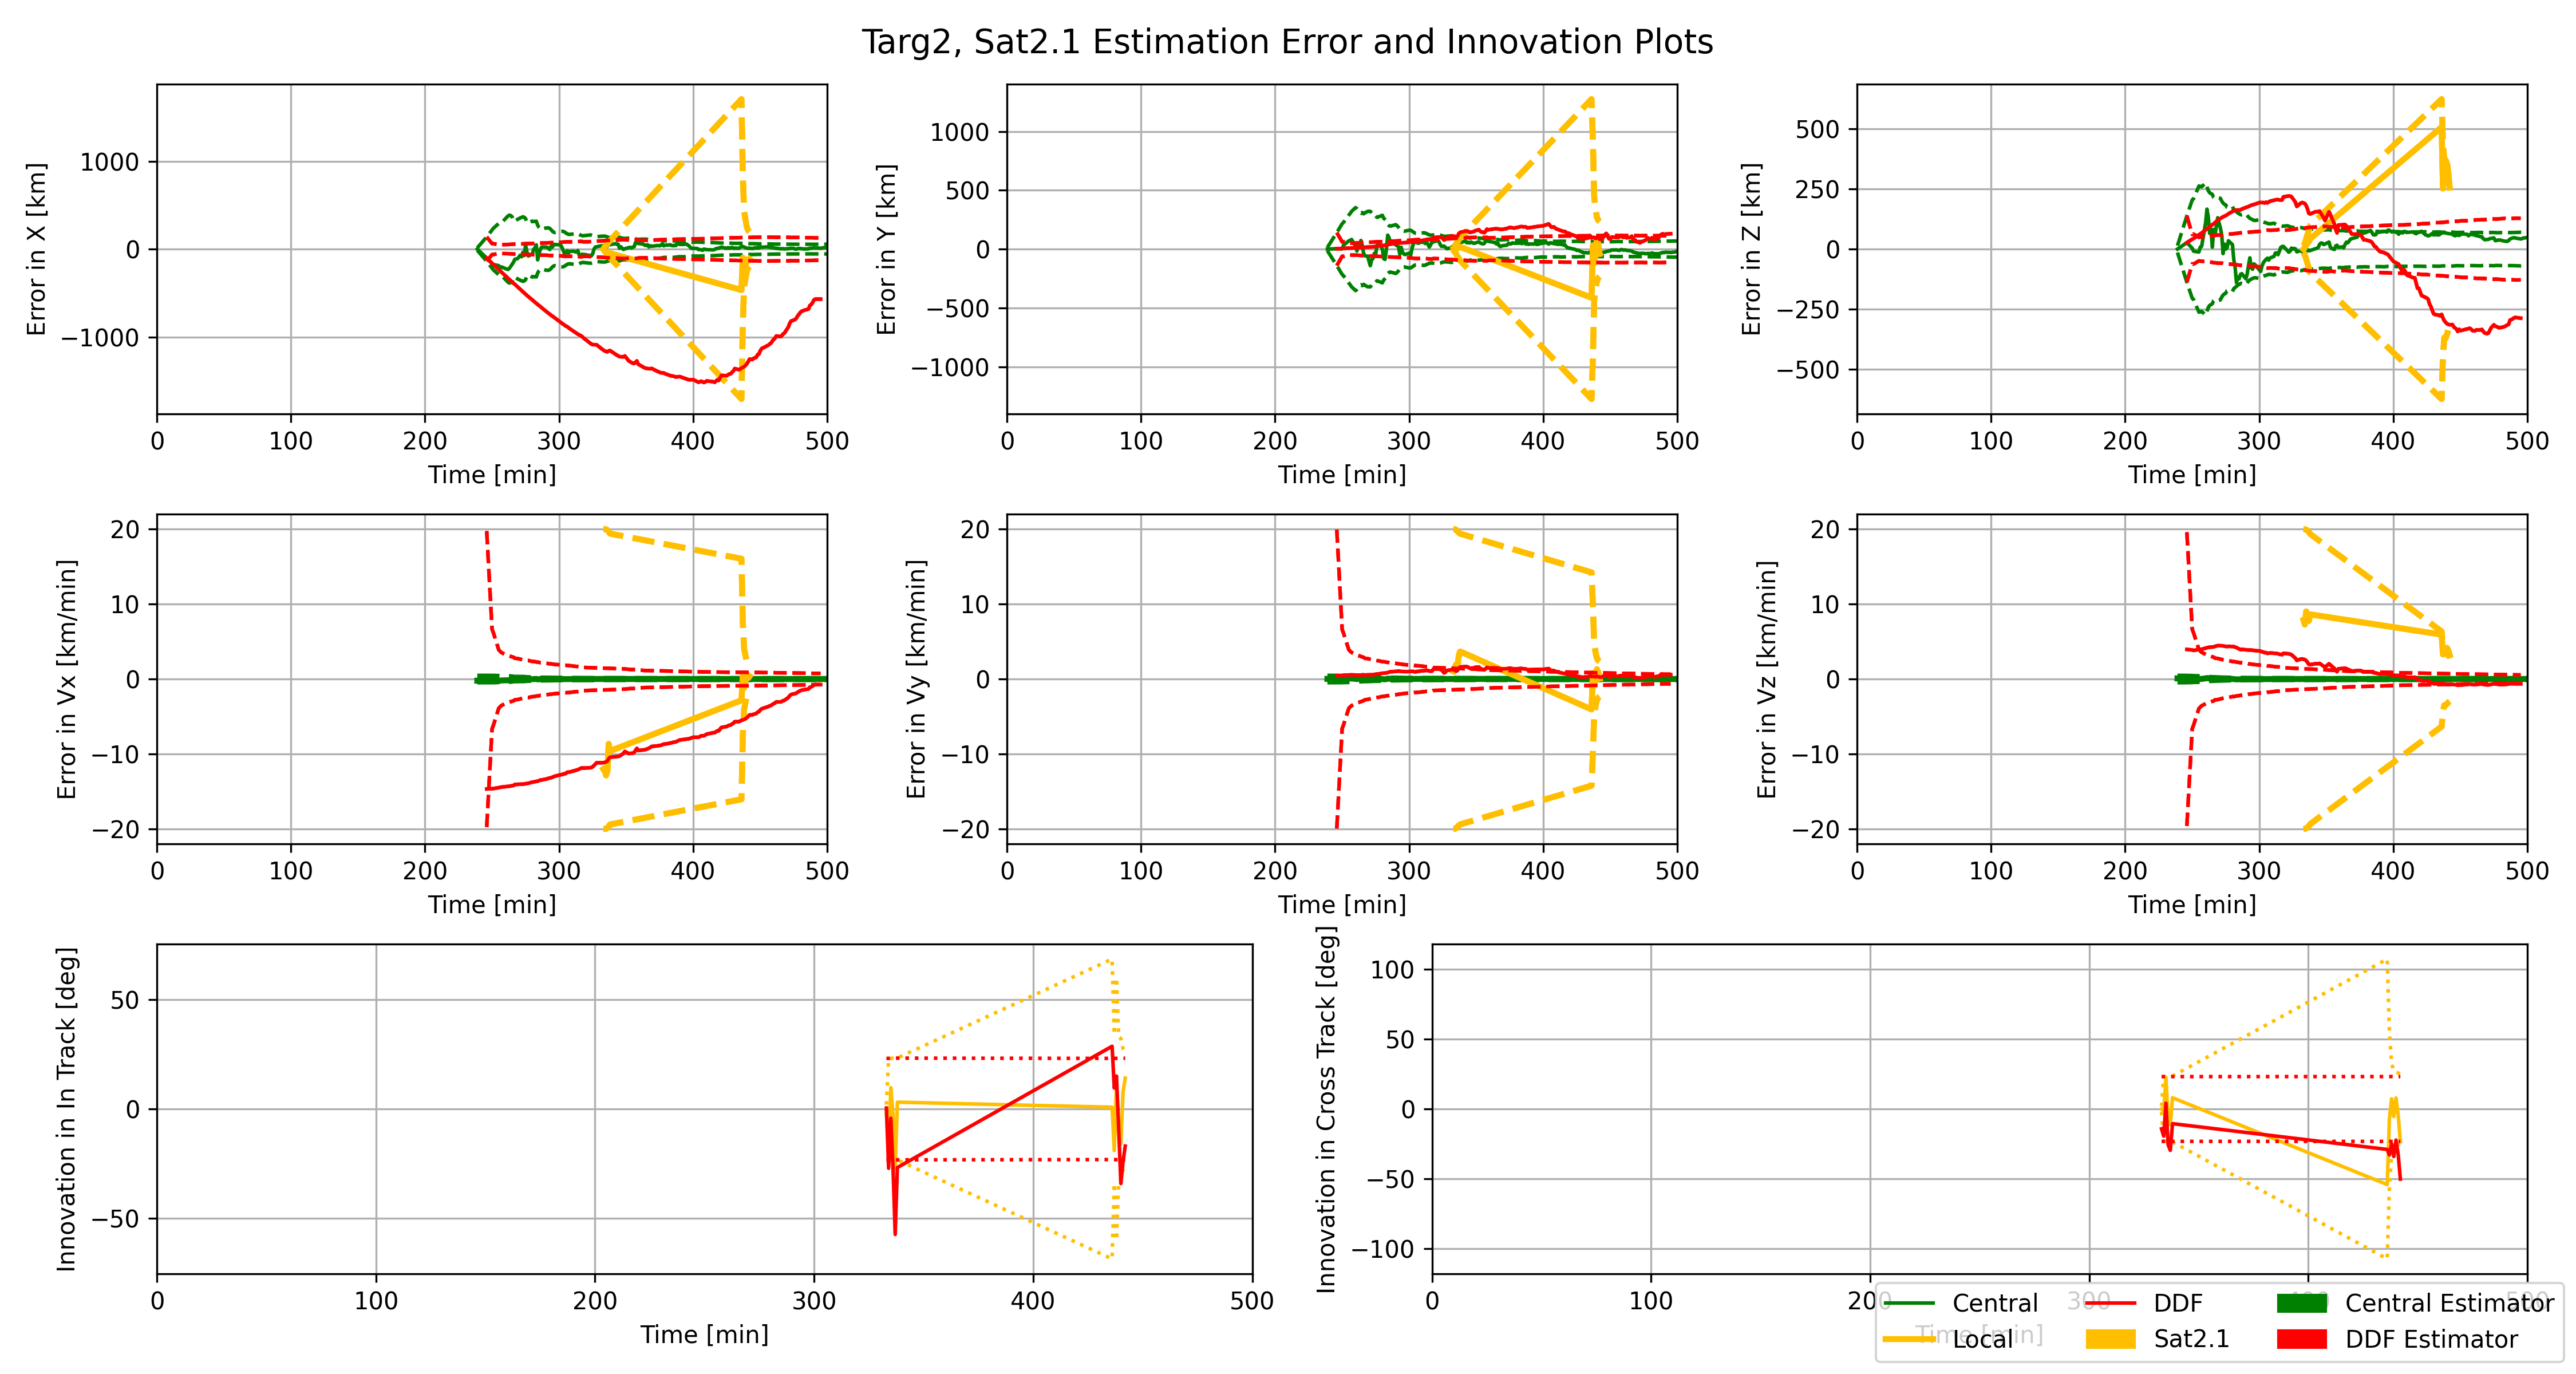 Targ2, Sat2.1 Estimation Error and Innovation Plots
Error in X [km]
1000
0
−1000
0 100 200 300 400 500
Time [min]
Error in Y [km]
1000
500
0
−500
−1000
0 100 200 300 400 500
Time [min]
Error in Z [km]
500
250
0
−250
−500
0 100 200 300 400 500
Time [min]
Error in Vx [km/min]
20
10
0
−10
−20
0 100 200 300 400 500
Time [min]
Error in Vy [km/min]
20
10
0
−10
−20
0 100 200 300 400 500
Time [min]
Error in Vz [km/min]
20
10
0
−10
−20
0 100 200 300 400 500
Time [min]
Innovation in In Track [deg]
50
0
−50
0 100 200 300 400 500
Time [min]
Innovation in Cross Track [deg]
100
50
0
−50
−100
0 100 200 300 400 500
Time [min]
Central DDF Central Estimator
Local Sat2.1 DDF Estimator